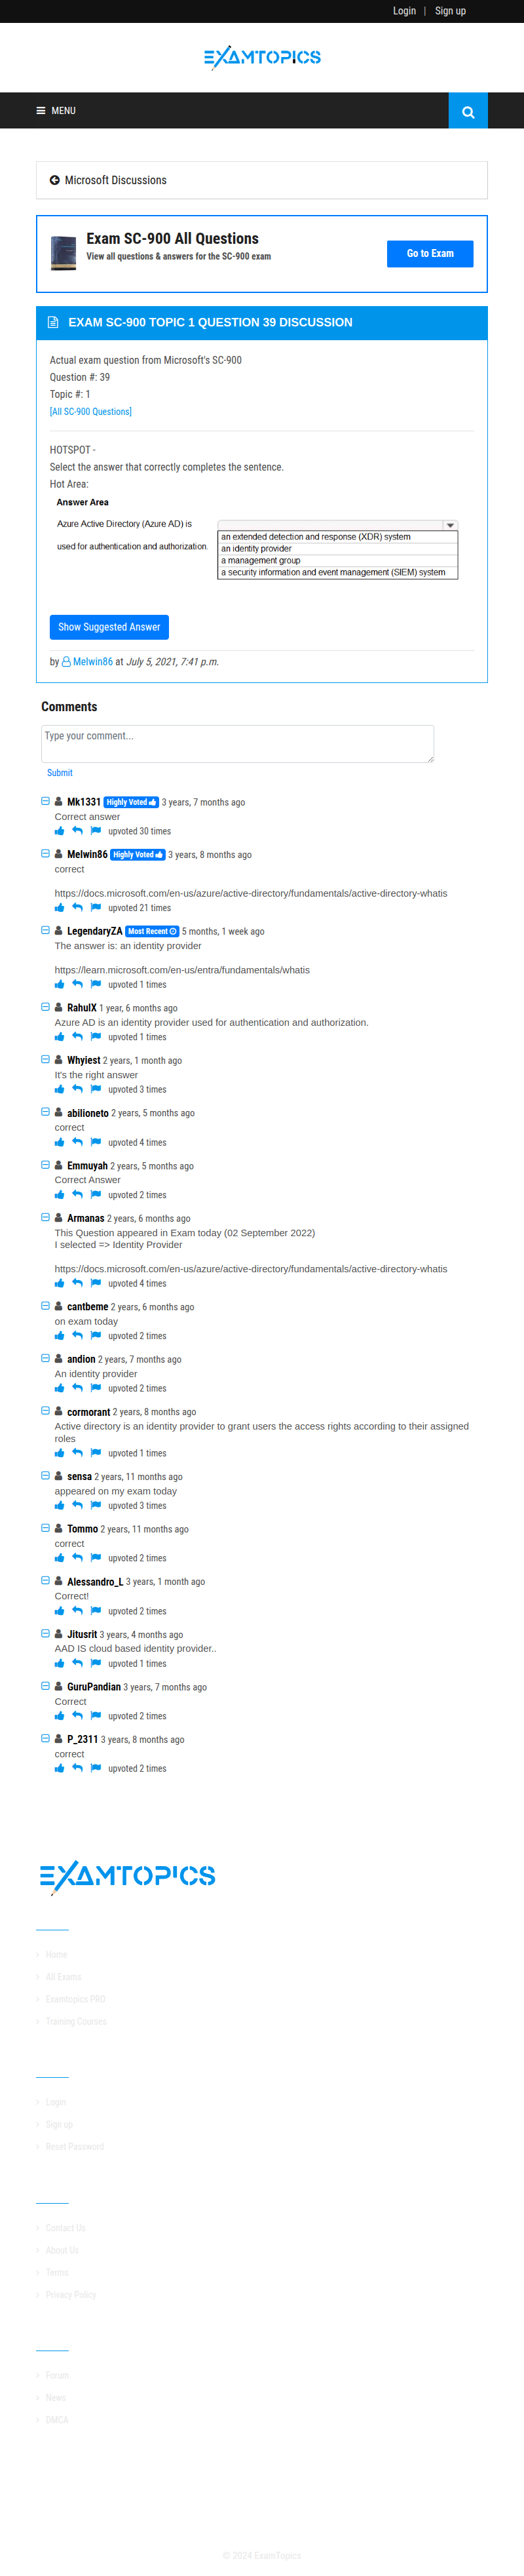 Login | Sign up
EXAMTOPICS
MENU
Microsoft Discussions
Exam SC-900 All Questions
View all questions & answers for the SC-900 exam
Go to Exam
EXAM SC-900 TOPIC 1 QUESTION 39 DISCUSSION
Actual exam question from Microsoft's SC-900
Question #: 39
Topic #: 1
[All SC-900 Questions]
HOTSPOT -
Select the answer that correctly completes the sentence.
Hot Area:
Answer Area
Azure Active Directory (Azure AD) is
used for authentication and authorization.
an extended detection and response (XDR) system
an identity provider
a management group
a security information and event management (SIEM) system
Show Suggested Answer
by Melwin86 at July 5, 2021, 7:41 p.m.
Comments
Type your comment...
Submit
Mk1331 Highly Voted 3 years, 7 months ago
Correct answer
upvoted 30 times
Melwin86 Highly Voted 3 years, 8 months ago
correct
https://docs.microsoft.com/en-us/azure/active-directory/fundamentals/active-directory-whatis
upvoted 21 times
LegendaryZA Most Recent 5 months, 1 week ago
The answer is: an identity provider
https://learn.microsoft.com/en-us/entra/fundamentals/whatis
upvoted 1 times
RahulX 1 year, 6 months ago
Azure AD is an identity provider used for authentication and authorization.
upvoted 1 times
Whyiest 2 years, 1 month ago
It's the right answer
upvoted 3 times
abilioneto 2 years, 5 months ago
correct
upvoted 4 times
Emmuyah 2 years, 5 months ago
Correct Answer
upvoted 2 times
Armanas 2 years, 6 months ago
This Question appeared in Exam today (02 September 2022)
I selected => Identity Provider
https://docs.microsoft.com/en-us/azure/active-directory/fundamentals/active-directory-whatis
upvoted 4 times
cantbeme 2 years, 6 months ago
on exam today
upvoted 2 times
andion 2 years, 7 months ago
An identity provider
upvoted 2 times
cormorant 2 years, 8 months ago
Active directory is an identity provider to grant users the access rights according to their assigned
roles
upvoted 1 times
sensa 2 years, 11 months ago
appeared on my exam today
upvoted 3 times
Tommo 2 years, 11 months ago
correct
upvoted 2 times
Alessandro_L 3 years, 1 month ago
Correct!
upvoted 2 times
Jitusrit 3 years, 4 months ago
AAD IS cloud based identity provider..
upvoted 1 times
GuruPandian 3 years, 7 months ago
Correct
upvoted 2 times
P_2311 3 years, 8 months ago
correct
upvoted 2 times
EXAMTOPICS
Home
All Exams
Examtopics PRO
Training Courses
Login
Sign up
Reset Password
Contact Us
About Us
Terms
Privacy Policy
Forum
News
DMCA
© 2024 ExamTopics